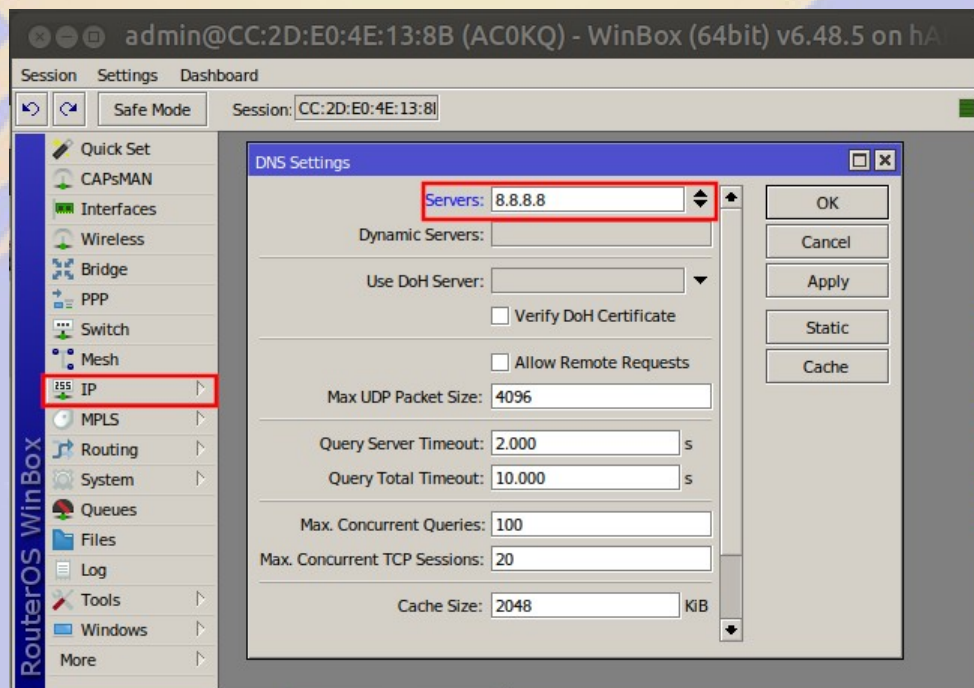 admin@CC:2D:E0:4E:13:8B (AC0KQ) - WinBox (64bit) v6.48.5 on hA
Session Settings Dashboard
Safe Mode Session: CC:2D:E0:4E:13:8
Quick Set
CAPsMAN
Interfaces
Wireless
Bridge
PPP
Switch
Mesh
255 IP
MPLS
Routing
System
Queues
Files
Log
Tools
Windows
More
RouterOS WinBox
DNS Settings
Servers: 8.8.8.8
Dynamic Servers:
Use DoH Server:
Verify DoH Certificate
Allow Remote Requests
Max UDP Packet Size: 4096
Query Server Timeout: 2.000 s
Query Total Timeout: 10.000 s
Max. Concurrent Queries: 100
Max. Concurrent TCP Sessions: 20
Cache Size: 2048 KiB
OK
Cancel
Apply
Static
Cache